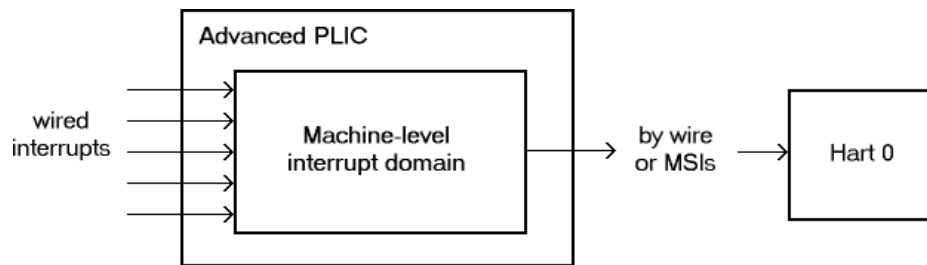 Advanced PLIC
wired
interrupts
Machine-level
interrupt domain
by wire
or MSIs
Hart 0